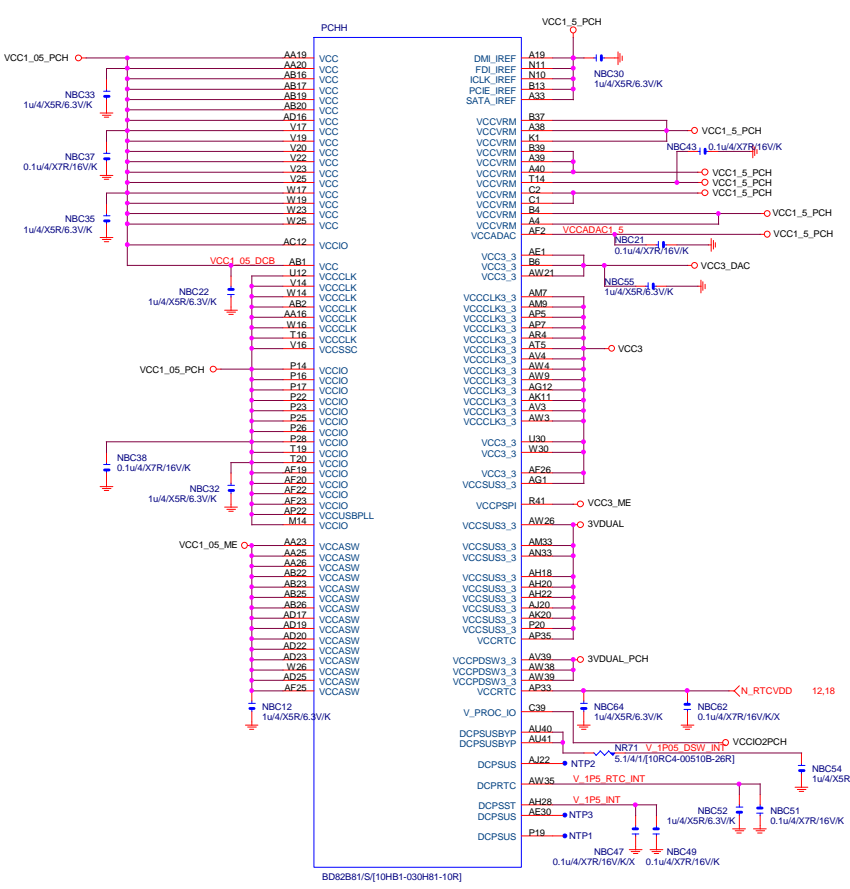 PCHH
VCC1_5_PCH
VCC1_05_PCH
AA19 VCC
AA20 VCC
AB16 VCC
AB17 VCC
AB19 VCC
AB20 VCC
AD16 VCC
V17 VCC
V19 VCC
V20 VCC
V22 VCC
V23 VCC
V25 VCC
W17 VCC
W19 VCC
W23 VCC
W25 VCC
AC12 VCCIO
VCC1_05_DCB AB1 VCC
U12 VCCCLK
V14 VCCCLK
W14 VCCCLK
AB2 VCCCLK
AA16 VCCCLK
W16 VCCCLK
T16 VCCCLK
V16 VCCSSC
NBC33
1u/4/X5R/6.3V/K
NBC37
0.1u/4/X7R/16V/K
NBC35
1u/4/X5R/6.3V/K
NBC22
1u/4/X5R/6.3V/K
VCC1_05_PCH
P14 VCCIO
P16 VCCIO
P17 VCCIO
P22 VCCIO
P23 VCCIO
P25 VCCIO
P26 VCCIO
P28 VCCIO
T19 VCCIO
T20 VCCIO
AF19 VCCIO
AF20 VCCIO
AF22 VCCIO
AF23 VCCIO
AP22 VCCUSBPLL
M14 VCCIO
NBC38
0.1u/4/X7R/16V/K
NBC32
1u/4/X5R/6.3V/K
VCC1_05_ME
AA23 VCCASW
AA25 VCCASW
AA26 VCCASW
AB22 VCCASW
AB23 VCCASW
AB25 VCCASW
AB26 VCCASW
AD17 VCCASW
AD19 VCCASW
AD20 VCCASW
AD22 VCCASW
AD23 VCCASW
W26 VCCASW
AD25 VCCASW
AF25 VCCASW
NBC12
1u/4/X5R/6.3V/K
DMI_IREF A19
FDI_IREF N11
ICLK_IREF N10
PCIE_IREF B13
SATA_IREF A33
NBC30
1u/4/X5R/6.3V/K
VCCVRM B37
VCCVRM A38
VCCVRM K1
VCCVRM B39
VCCVRM A39
VCCVRM A40
VCCVRM T14
VCCVRM C2
VCCVRM C1
VCCVRM B4
VCCVRM A4
VCCADAC AF2 VCCADAC1_5
VCC1_5_PCH
NBC43 0.1u/4/X7R/16V/K
VCC1_5_PCH
VCC1_5_PCH
VCC1_5_PCH
VCC1_5_PCH
VCC1_5_PCH
NBC21
0.1u/4/X7R/16V/K
VCC3_3 AE1
VCC3_3 B6
VCC3_3 AW21
VCC3_DAC
NBC55
1u/4/X5R/6.3V/K
VCCCLK3_3 AM7
VCCCLK3_3 AM9
VCCCLK3_3 AP5
VCCCLK3_3 AP7
VCCCLK3_3 AR4
VCCCLK3_3 AT5
VCCCLK3_3 AV4
VCCCLK3_3 AW4
VCCCLK3_3 AW9
VCCCLK3_3 AG12
VCCCLK3_3 AK11
VCCCLK3_3 AV3
VCCCLK3_3 AW3
VCC3
VCC3_3 U30
VCC3_3 W30
VCC3_3 AF26
VCCSUS3_3 AG1
VCCPSPI R41 VCC3_ME
VCCSUS3_3 AW26 3VDUAL
VCCSUS3_3 AM33
VCCSUS3_3 AN33
VCCSUS3_3 AH18
VCCSUS3_3 AH20
VCCSUS3_3 AH22
VCCSUS3_3 AJ20
VCCSUS3_3 AK20
VCCSUS3_3 P20
VCCRTC AP35
VCCPDSW3_3 AV39 3VDUAL_PCH
VCCPDSW3_3 AW38
VCCPDSW3_3 AW39
VCCRTC AP33 N_RTCVDD 12,18
NBC64
1u/4/X5R/6.3V/K
NBC62
0.1u/4/X7R/16V/K/X
V_PROC_IO C39
VCCIO2PCH
DCPSUSBYP AU40
DCPSUSBYP AU41
NR71 V_1P05_DSW_INT
5.1/4/1/[10RC4-00510B-26R]
NBC54
1u/4/X5R
DCPSUS AJ22 NTP2
DCPRTC AW35 V_1P5_RTC_INT
DCPSST AH28 V_1P5_INT
DCPSUS AE30 NTP3
NBC52
1u/4/X5R/6.3V/K
NBC51
0.1u/4/X7R/16V/K
DCPSUS P19 NTP1
NBC47
0.1u/4/X7R/16V/K/X
NBC49
0.1u/4/X7R/16V/K
BD82B81/S/[10HB1-030H81-10R]